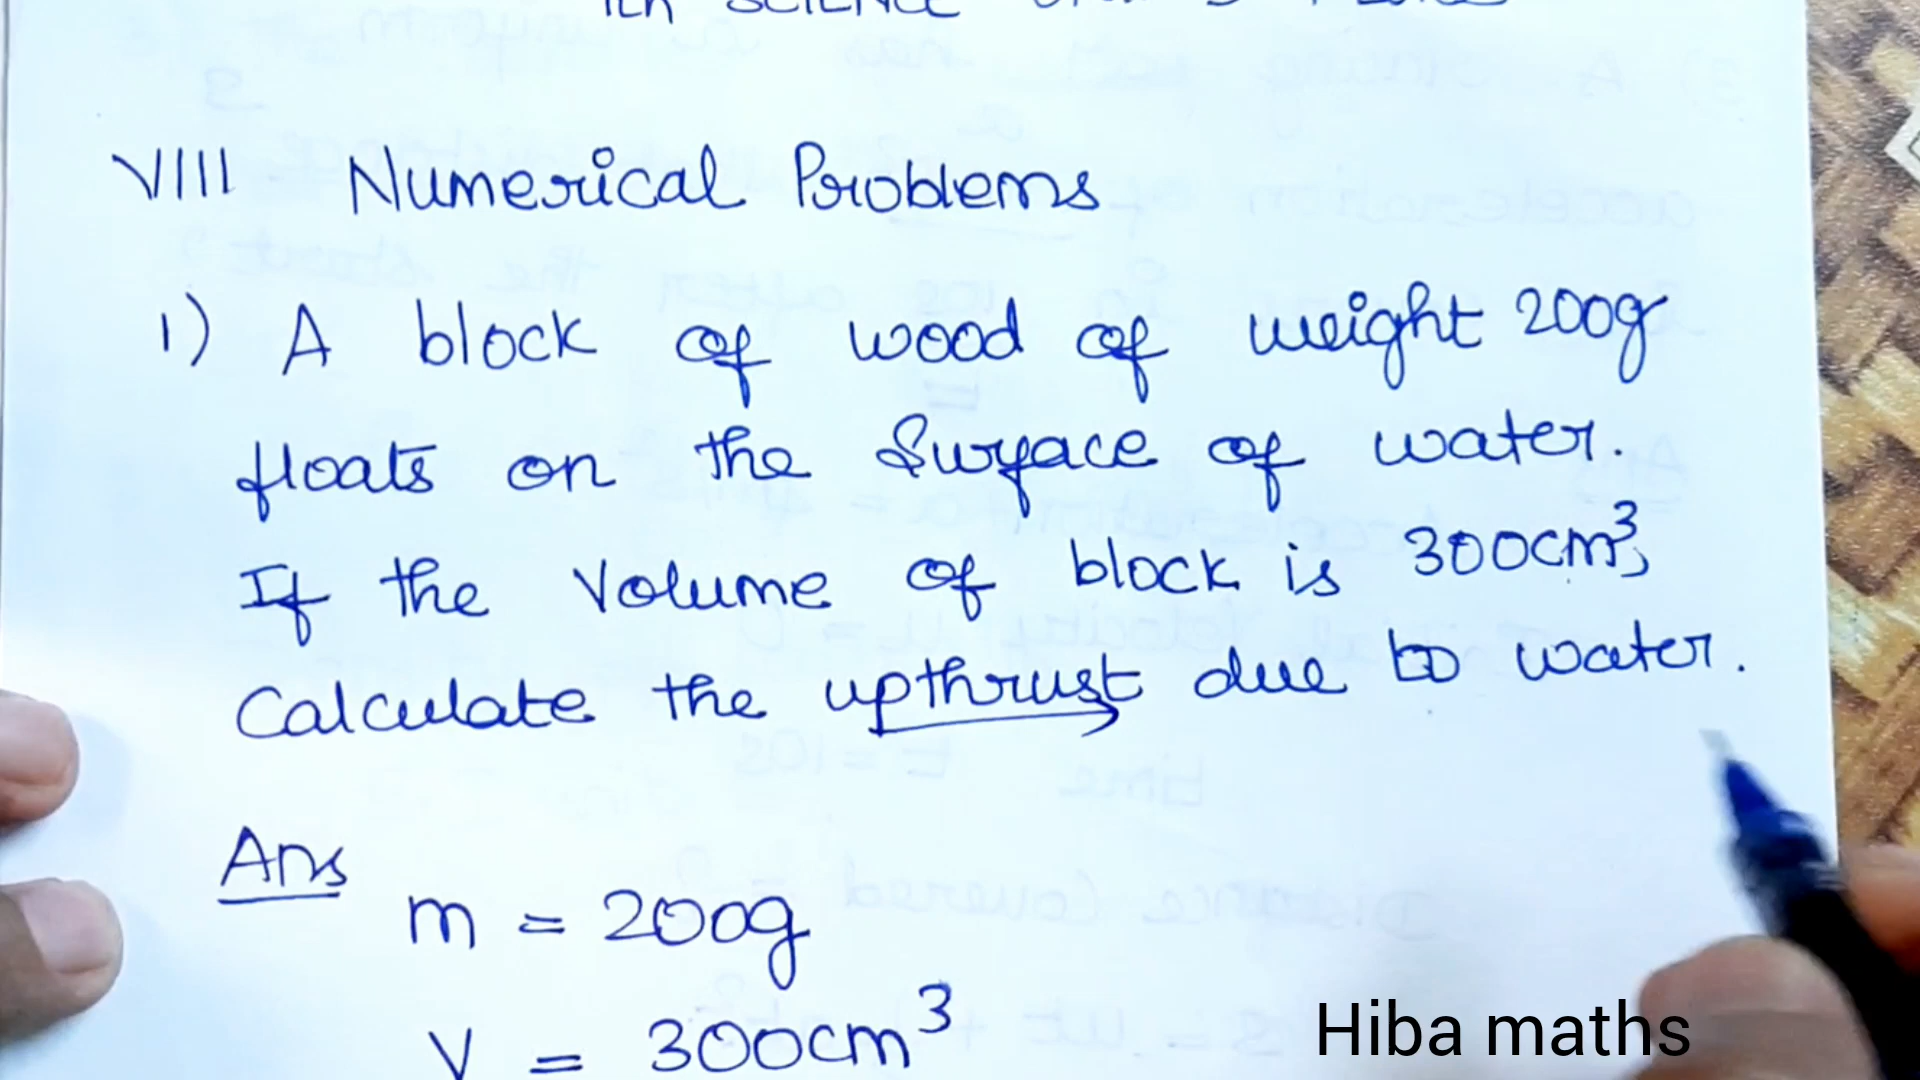 SCIENCE
VIII Numerical Problems
1) A block of wood of weight 200g
floats on the Surface of water.
If the Volume of block is 300cm³,
Calculate the upthrust due to water.
Ans
m = 200g
V = 300cm³
Hiba maths